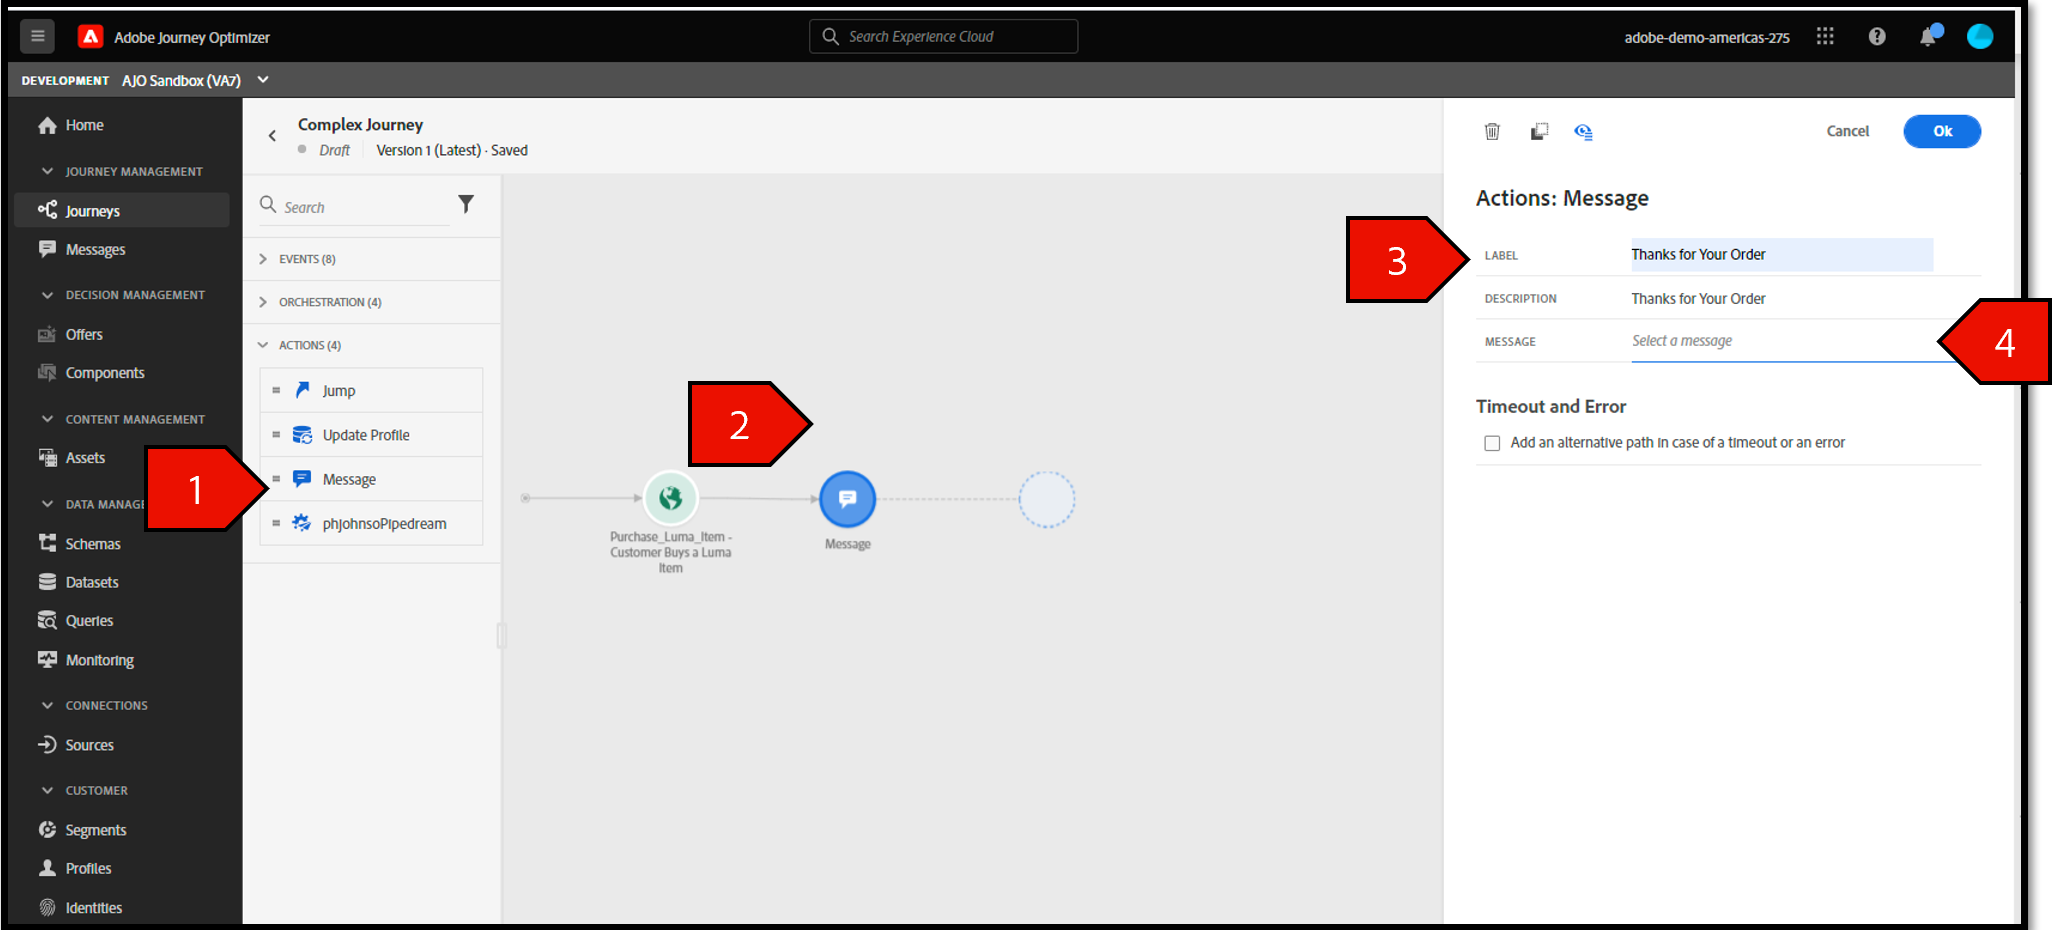 Adobe Journey Optimizer
Search Experience Cloud
adobe-demo-americas-275
DEVELOPMENT AJO Sandbox (VA7)
Home
JOURNEY MANAGEMENT
Journeys
Messages
DECISION MANAGEMENT
Offers
Components
CONTENT MANAGEMENT
Assets
DATA MANAGE
Schemas
Datasets
Queries
Monitoring
CONNECTIONS
Sources
CUSTOMER
Segments
Profiles
Identities
Complex Journey
Draft Version 1 (Latest) · Saved
Search
EVENTS (8)
ORCHESTRATION (4)
ACTIONS (4)
Jump
Update Profile
1
Message
phjohnsoPipedream
2
Purchase_Luma_Item -
Customer Buys a Luma
Item
Message
Cancel
Ok
Actions: Message
3
LABEL Thanks for Your Order
DESCRIPTION Thanks for Your Order
MESSAGE Select a message
4
Timeout and Error
Add an alternative path in case of a timeout or an error